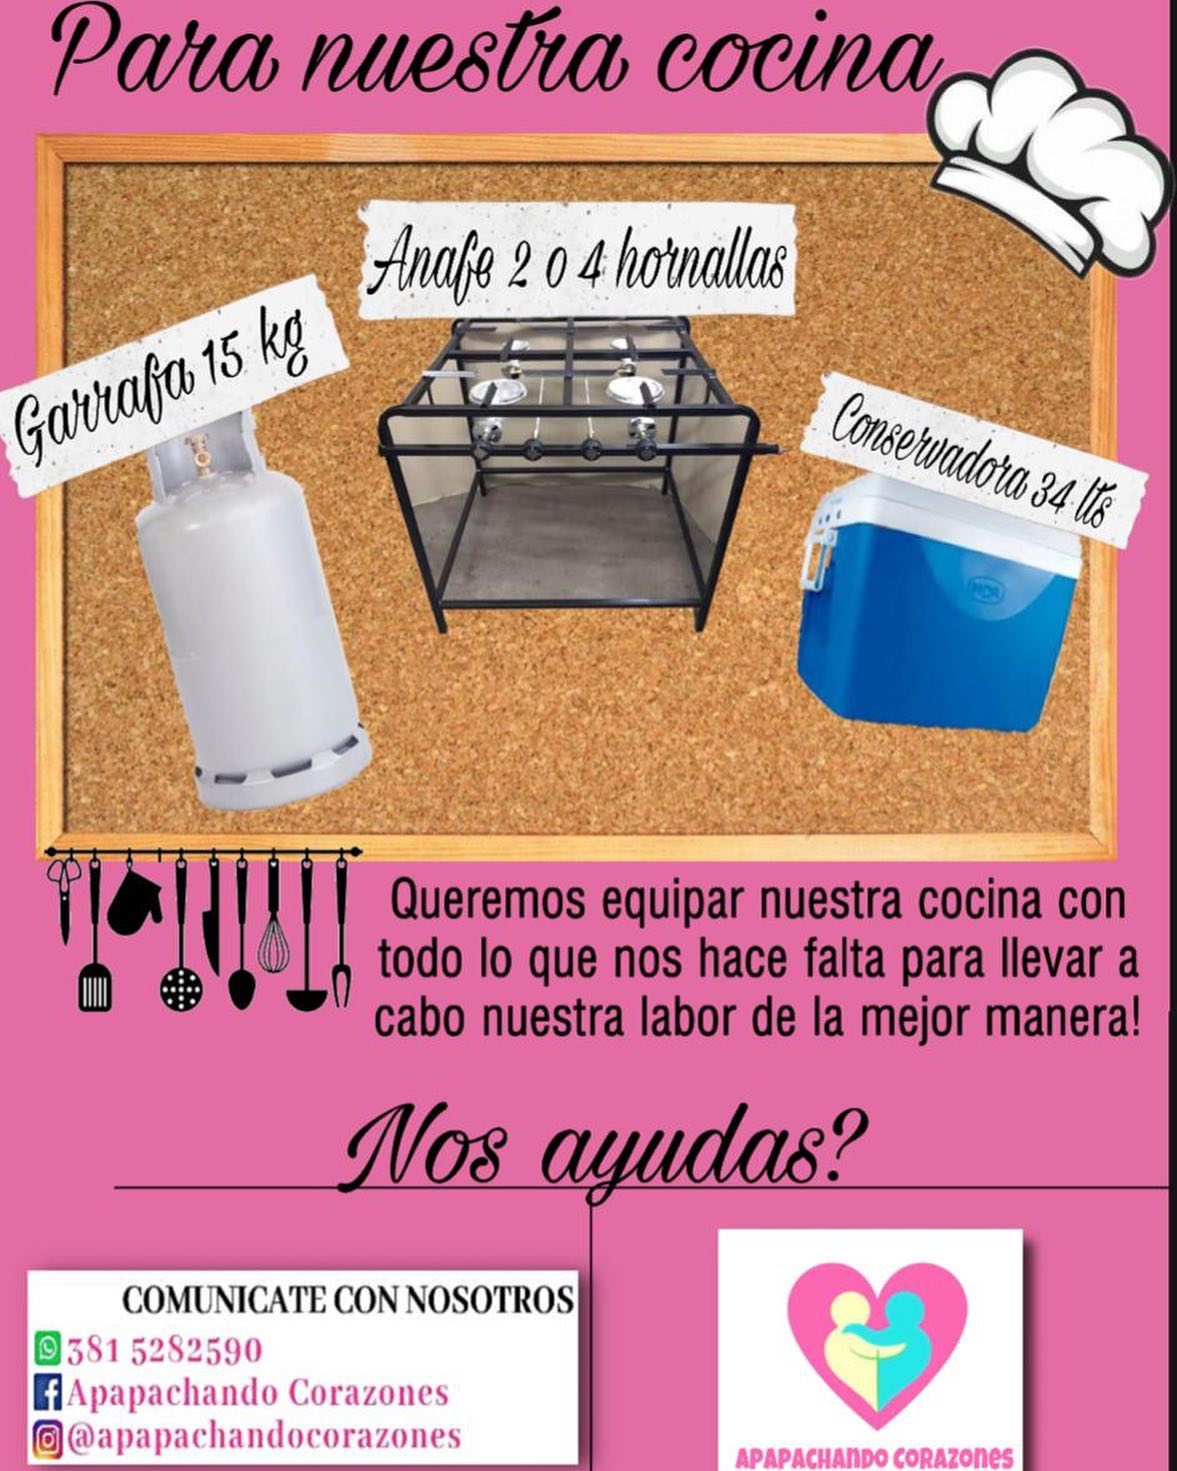 Para nuestra cocina
Anafe 2 o 4 hornallas
Garrafa 15 kg
Conservadora 34 lts
MOR
Queremos equipar nuestra cocina con
todo lo que nos hace falta para llevar a
cabo nuestra labor de la mejor manera!
Nos ayudas?
COMUNICATE CON NOSOTROS
381 5282590
Apapachando Corazones
@apapachandocorazones
APAPACHANDO CORAZONES